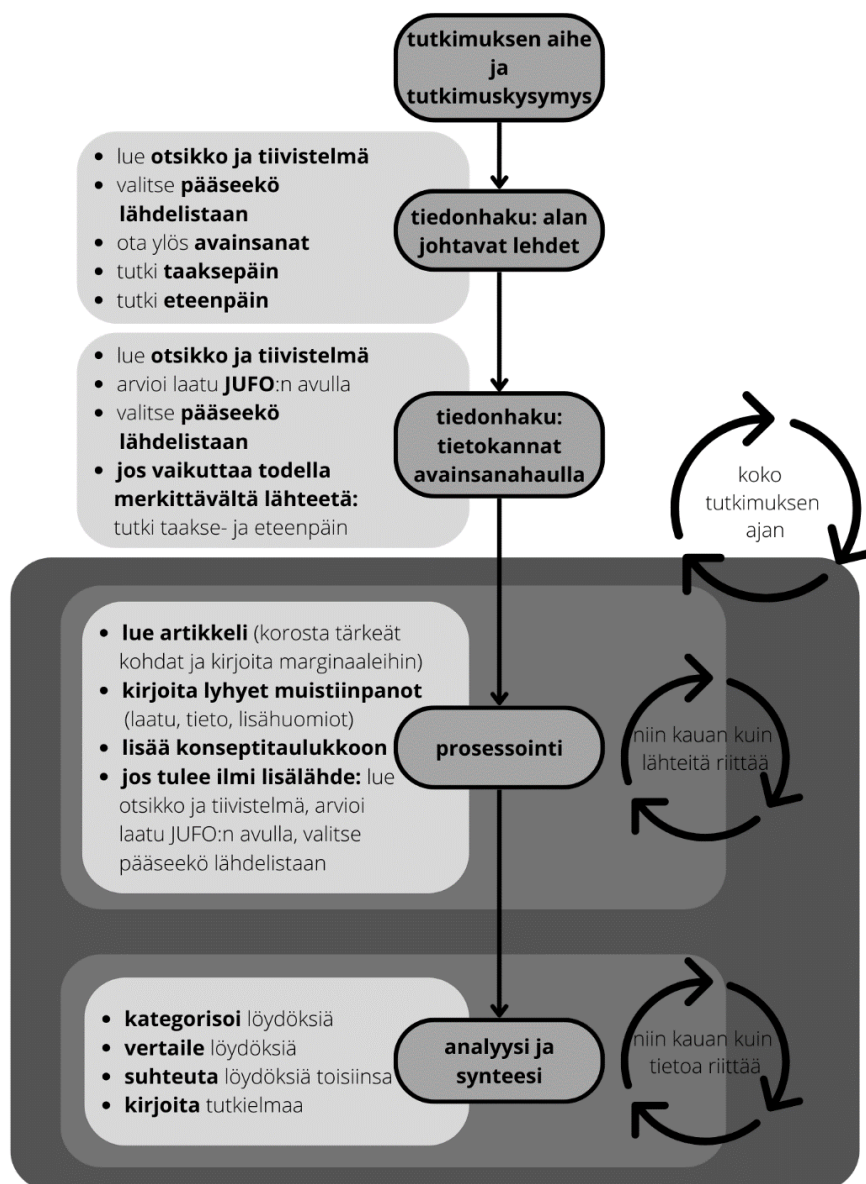 tutkimuksen aihe
ja
tutkimuskysymys
• lue otsikko ja tiivistelmä
• valitse pääseekö
lähdelistaan
• ota ylös avainsanat
• tutki taaksepäin
• tutki eteenpäin
tiedonhaku: alan
johtavat lehdet
• lue otsikko ja tiivistelmä
• arvioi laatu JUFO:n avulla
• valitse pääseekö
lähdelistaan
• jos vaikuttaa todella
merkittävältä lähteetä:
tutki taakse- ja eteenpäin
tiedonhaku:
tietokannat
avainsanahaulla
koko
tutkimuksen
ajan
• lue artikkeli (korosta tärkeät
kohdat ja kirjoita marginaaleihin)
• kirjoita lyhyet muistiinpanot
(laatu, tieto, lisähuomiot)
• lisää konseptitaulukkoon
• jos tulee ilmi lisälähde: lue
otsikko ja tiivistelmä, arvioi
laatu JUFO:n avulla, valitse
pääseekö lähdelistaan
prosessointi
niin kauan kuin
lähteitä riittää
• kategorisoi löydöksiä
• vertaile löydöksiä
• suhteuta löydöksiä toisiinsa
• kirjoita tutkielmaa
analyysi ja
synteesi
niin kauan kuin
tietoa riittää